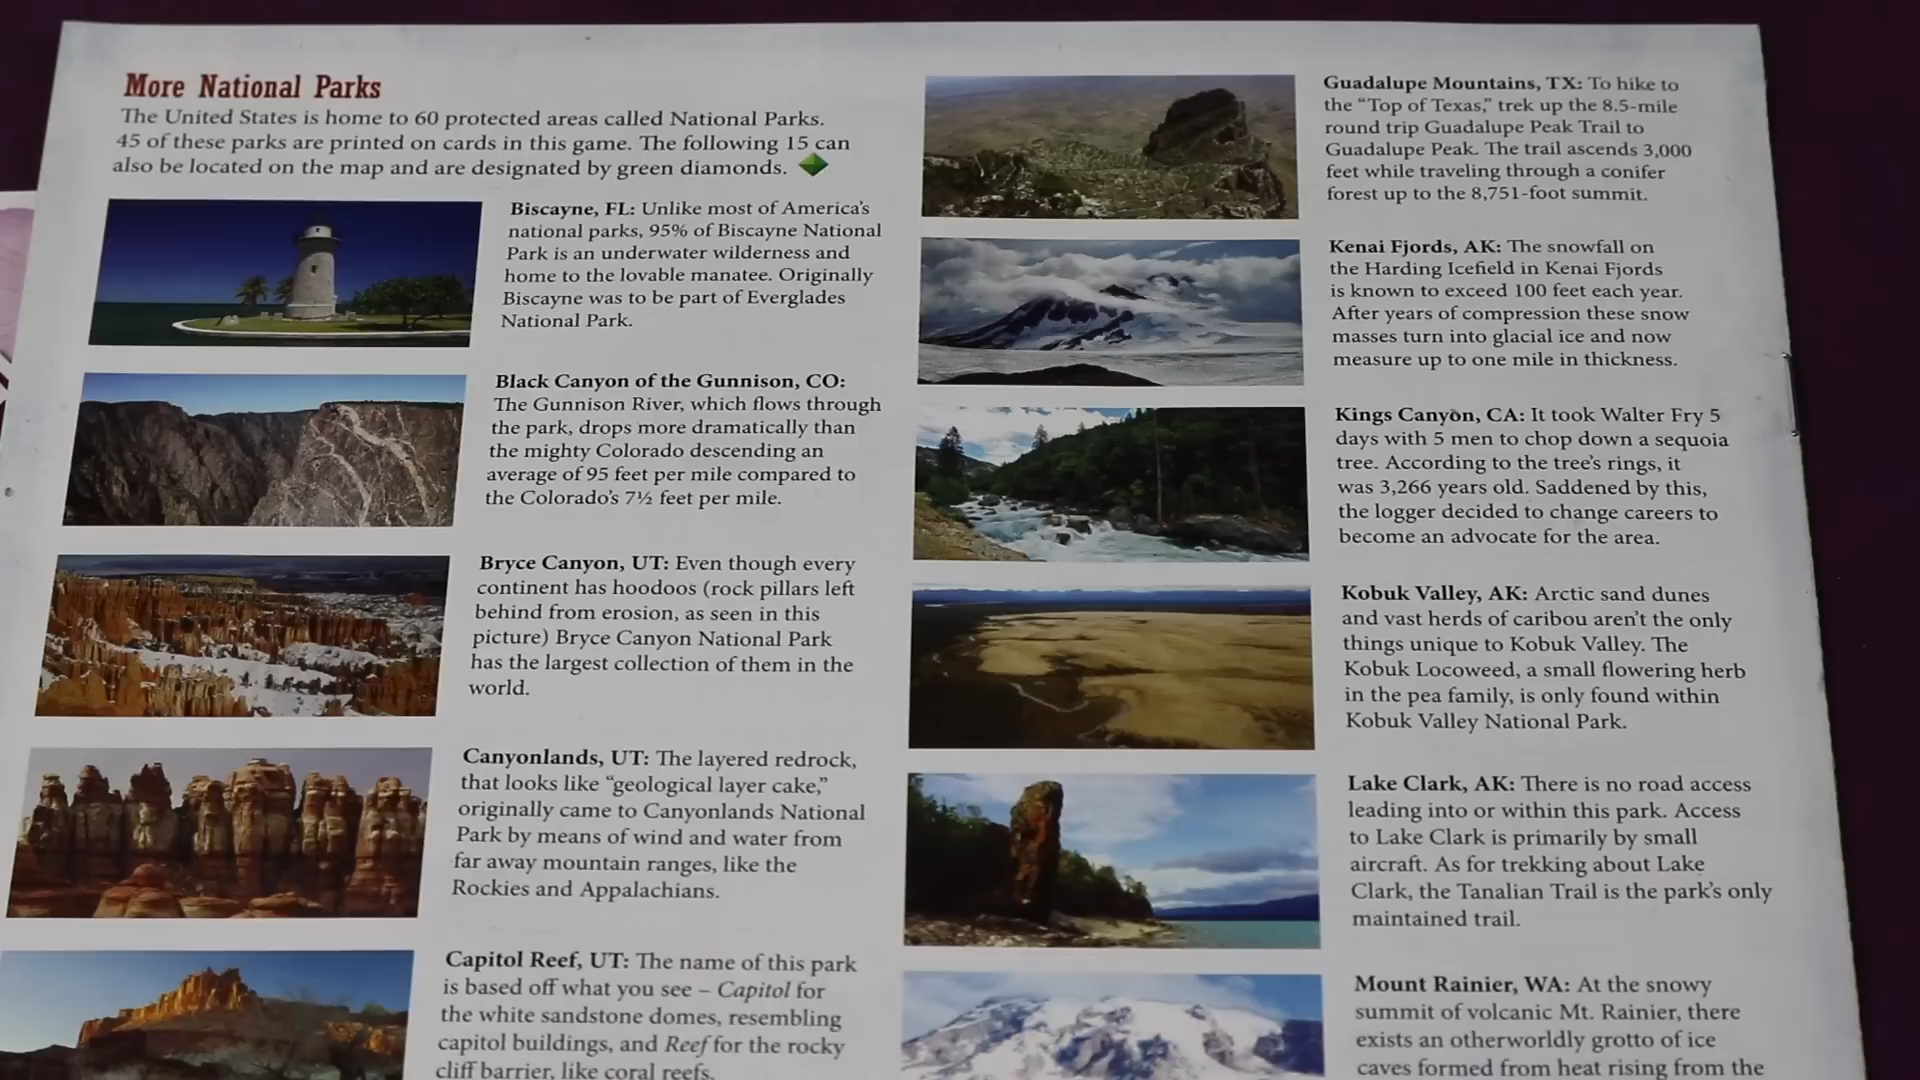 More National Parks
The United States is home to 60 protected areas called National Parks.
45 of these parks are printed on cards in this game. The following 15 can
also be located on the map and are designated by green diamonds.
Biscayne, FL: Unlike most of America's
national parks, 95% of Biscayne National
Park is an underwater wilderness and
home to the lovable manatee. Originally
Biscayne was to be part of Everglades
National Park.
Black Canyon of the Gunnison, CO:
The Gunnison River, which flows through
the park, drops more dramatically than
the mighty Colorado descending an
average of 95 feet per mile compared to
the Colorado's 7½ feet per mile.
Bryce Canyon, UT: Even though every
continent has hoodoos (rock pillars left
behind from erosion, as seen in this
picture) Bryce Canyon National Park
has the largest collection of them in the
world.
Canyonlands, UT: The layered redrock,
that looks like “geological layer cake,”
originally came to Canyonlands National
Park by means of wind and water from
far away mountain ranges, like the
Rockies and Appalachians.
Capitol Reef, UT: The name of this park
is based off what you see – Capitol for
the white sandstone domes, resembling
capitol buildings, and Reef for the rocky
cliff barrier, like coral reefs.
Guadalupe Mountains, TX: To hike to
the “Top of Texas,” trek up the 8.5-mile
round trip Guadalupe Peak Trail to
Guadalupe Peak. The trail ascends 3,000
feet while traveling through a conifer
forest up to the 8,751-foot summit.
Kenai Fjords, AK: The snowfall on
the Harding Icefield in Kenai Fjords
is known to exceed 100 feet each year.
After years of compression these snow
masses turn into glacial ice and now
measure up to one mile in thickness.
Kings Canyon, CA: It took Walter Fry 5
days with 5 men to chop down a sequoia
tree. According to the tree's rings, it
was 3,266 years old. Saddened by this,
the logger decided to change careers to
become an advocate for the area.
Kobuk Valley, AK: Arctic sand dunes
and vast herds of caribou aren't the only
things unique to Kobuk Valley. The
Kobuk Locoweed, a small flowering herb
in the pea family, is only found within
Kobuk Valley National Park.
Lake Clark, AK: There is no road access
leading into or within this park. Access
to Lake Clark is primarily by small
aircraft. As for trekking about Lake
Clark, the Tanalian Trail is the park's only
maintained trail.
Mount Rainier, WA: At the snowy
summit of volcanic Mt. Rainier, there
exists an otherworldly grotto of ice
caves formed from heat rising from the